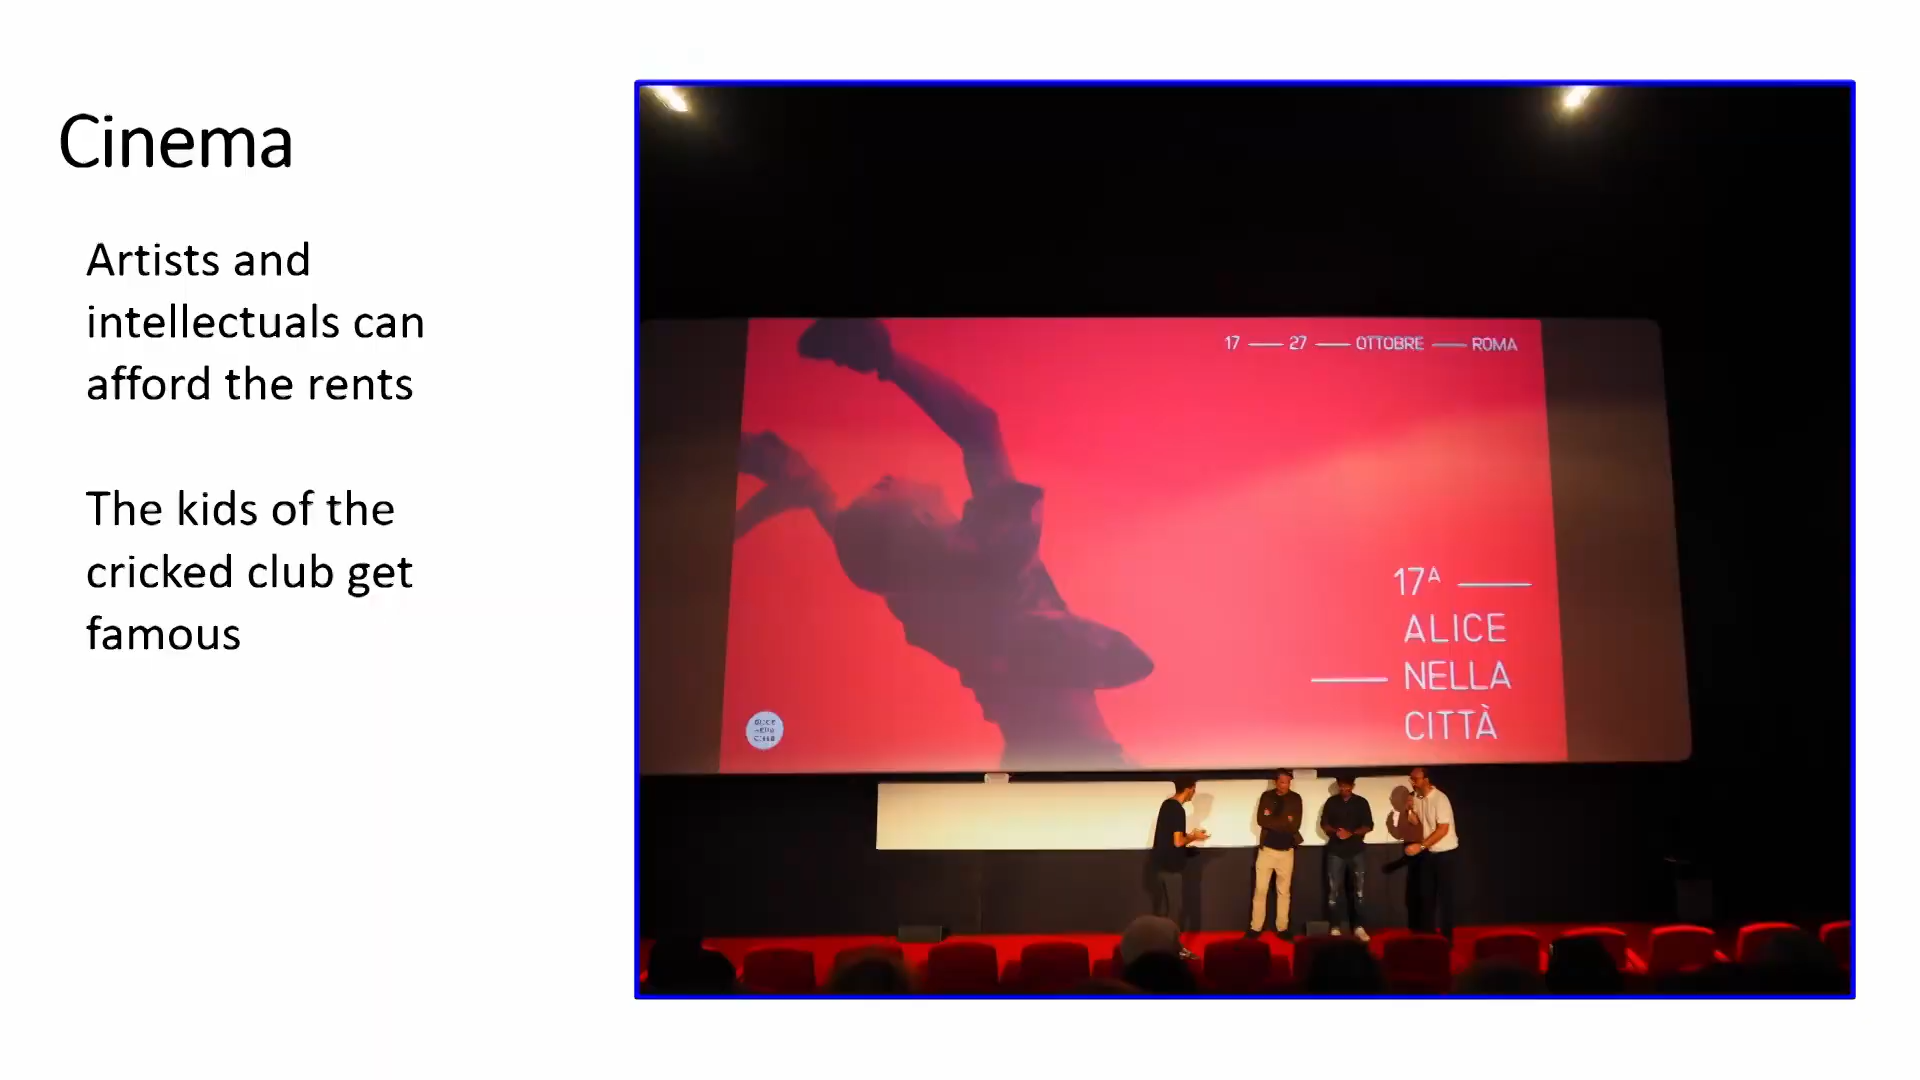 Cinema
Artists and
intellectuals can
afford the rents
The kids of the
cricked club get
famous
17 — 27 — OTTOBRE — ROMA
17ᴬ —
ALICE
— NELLA
CITTÀ